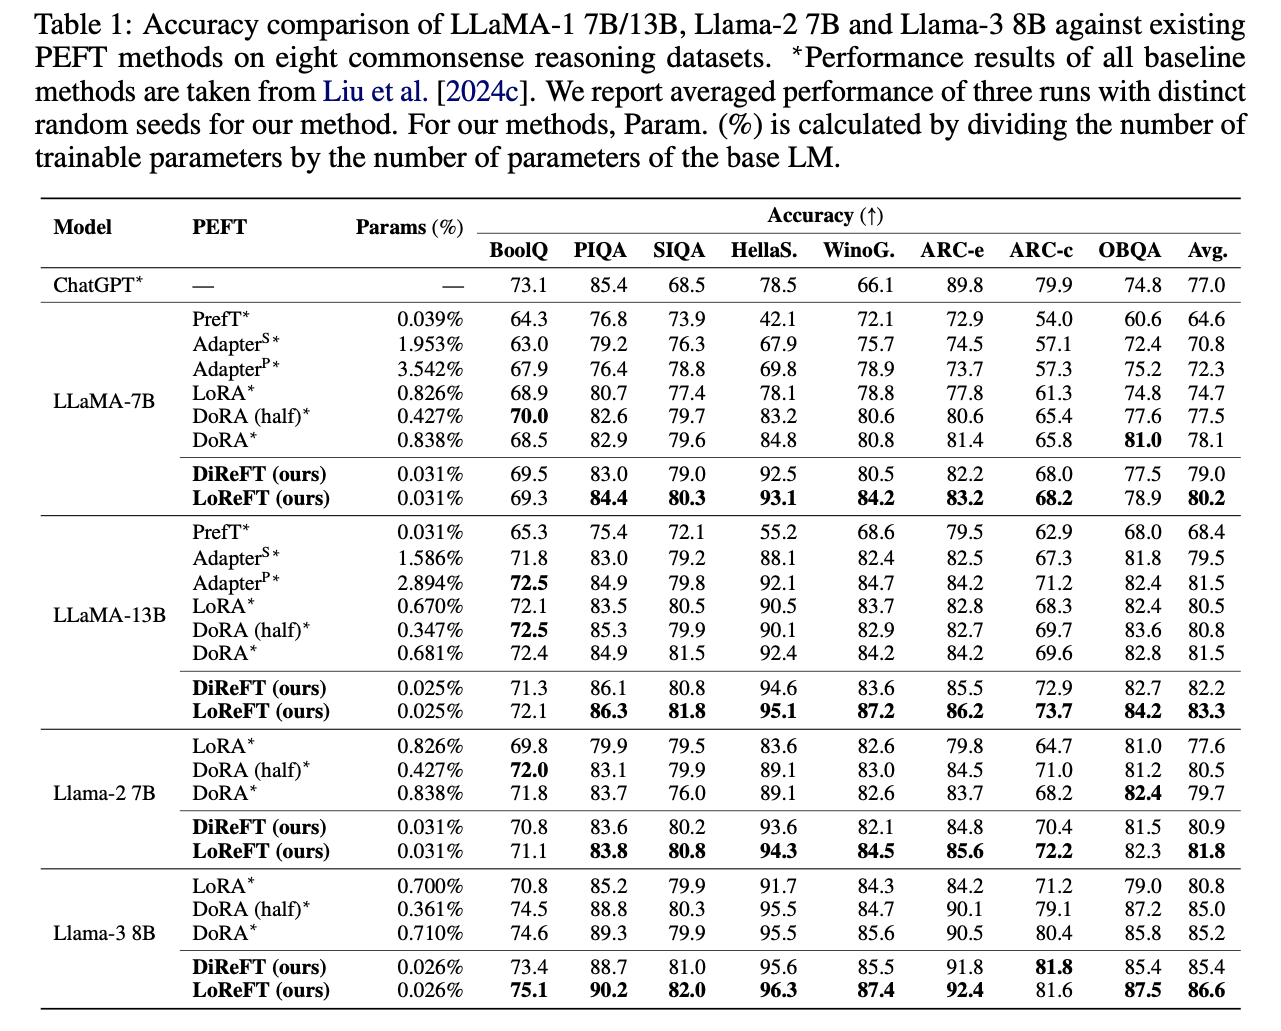 Table 1: Accuracy comparison of LLaMA-1 7B/13B, Llama-2 7B and Llama-3 8B against existing
PEFT methods on eight commonsense reasoning datasets. *Performance results of all baseline
methods are taken from Liu et al. [2024c]. We report averaged performance of three runs with distinct
random seeds for our method. For our methods, Param. (%) is calculated by dividing the number of
trainable parameters by the number of parameters of the base LM.
Model PEFT Params (%) Accuracy (↑)
BoolQ PIQA SIQA HellaS. WinoG. ARC-e ARC-c OBQA Avg.
ChatGPT* — — 73.1 85.4 68.5 78.5 66.1 89.8 79.9 74.8 77.0
LLaMA-7B
PrefT* 0.039% 64.3 76.8 73.9 42.1 72.1 72.9 54.0 60.6 64.6
Adapter^S* 1.953% 63.0 79.2 76.3 67.9 75.7 74.5 57.1 72.4 70.8
Adapter^P* 3.542% 67.9 76.4 78.8 69.8 78.9 73.7 57.3 75.2 72.3
LoRA* 0.826% 68.9 80.7 77.4 78.1 78.8 77.8 61.3 74.8 74.7
DoRA (half)* 0.427% 70.0 82.6 79.7 83.2 80.6 80.6 65.4 77.6 77.5
DoRA* 0.838% 68.5 82.9 79.6 84.8 80.8 81.4 65.8 81.0 78.1
DiReFT (ours) 0.031% 69.5 83.0 79.0 92.5 80.5 82.2 68.0 77.5 79.0
LoReFT (ours) 0.031% 69.3 84.4 80.3 93.1 84.2 83.2 68.2 78.9 80.2
LLaMA-13B
PrefT* 0.031% 65.3 75.4 72.1 55.2 68.6 79.5 62.9 68.0 68.4
Adapter^S* 1.586% 71.8 83.0 79.2 88.1 82.4 82.5 67.3 81.8 79.5
Adapter^P* 2.894% 72.5 84.9 79.8 92.1 84.7 84.2 71.2 82.4 81.5
LoRA* 0.670% 72.1 83.5 80.5 90.5 83.7 82.8 68.3 82.4 80.5
DoRA (half)* 0.347% 72.5 85.3 79.9 90.1 82.9 82.7 69.7 83.6 80.8
DoRA* 0.681% 72.4 84.9 81.5 92.4 84.2 84.2 69.6 82.8 81.5
DiReFT (ours) 0.025% 71.3 86.1 80.8 94.6 83.6 85.5 72.9 82.7 82.2
LoReFT (ours) 0.025% 72.1 86.3 81.8 95.1 87.2 86.2 73.7 84.2 83.3
Llama-2 7B
LoRA* 0.826% 69.8 79.9 79.5 83.6 82.6 79.8 64.7 81.0 77.6
DoRA (half)* 0.427% 72.0 83.1 79.9 89.1 83.0 84.5 71.0 81.2 80.5
DoRA* 0.838% 71.8 83.7 76.0 89.1 82.6 83.7 68.2 82.4 79.7
DiReFT (ours) 0.031% 70.8 83.6 80.2 93.6 82.1 84.8 70.4 81.5 80.9
LoReFT (ours) 0.031% 71.1 83.8 80.8 94.3 84.5 85.6 72.2 82.3 81.8
Llama-3 8B
LoRA* 0.700% 70.8 85.2 79.9 91.7 84.3 84.2 71.2 79.0 80.8
DoRA (half)* 0.361% 74.5 88.8 80.3 95.5 84.7 90.1 79.1 87.2 85.0
DoRA* 0.710% 74.6 89.3 79.9 95.5 85.6 90.5 80.4 85.8 85.2
DiReFT (ours) 0.026% 73.4 88.7 81.0 95.6 85.5 91.8 81.8 85.4 85.4
LoReFT (ours) 0.026% 75.1 90.2 82.0 96.3 87.4 92.4 81.6 87.5 86.6